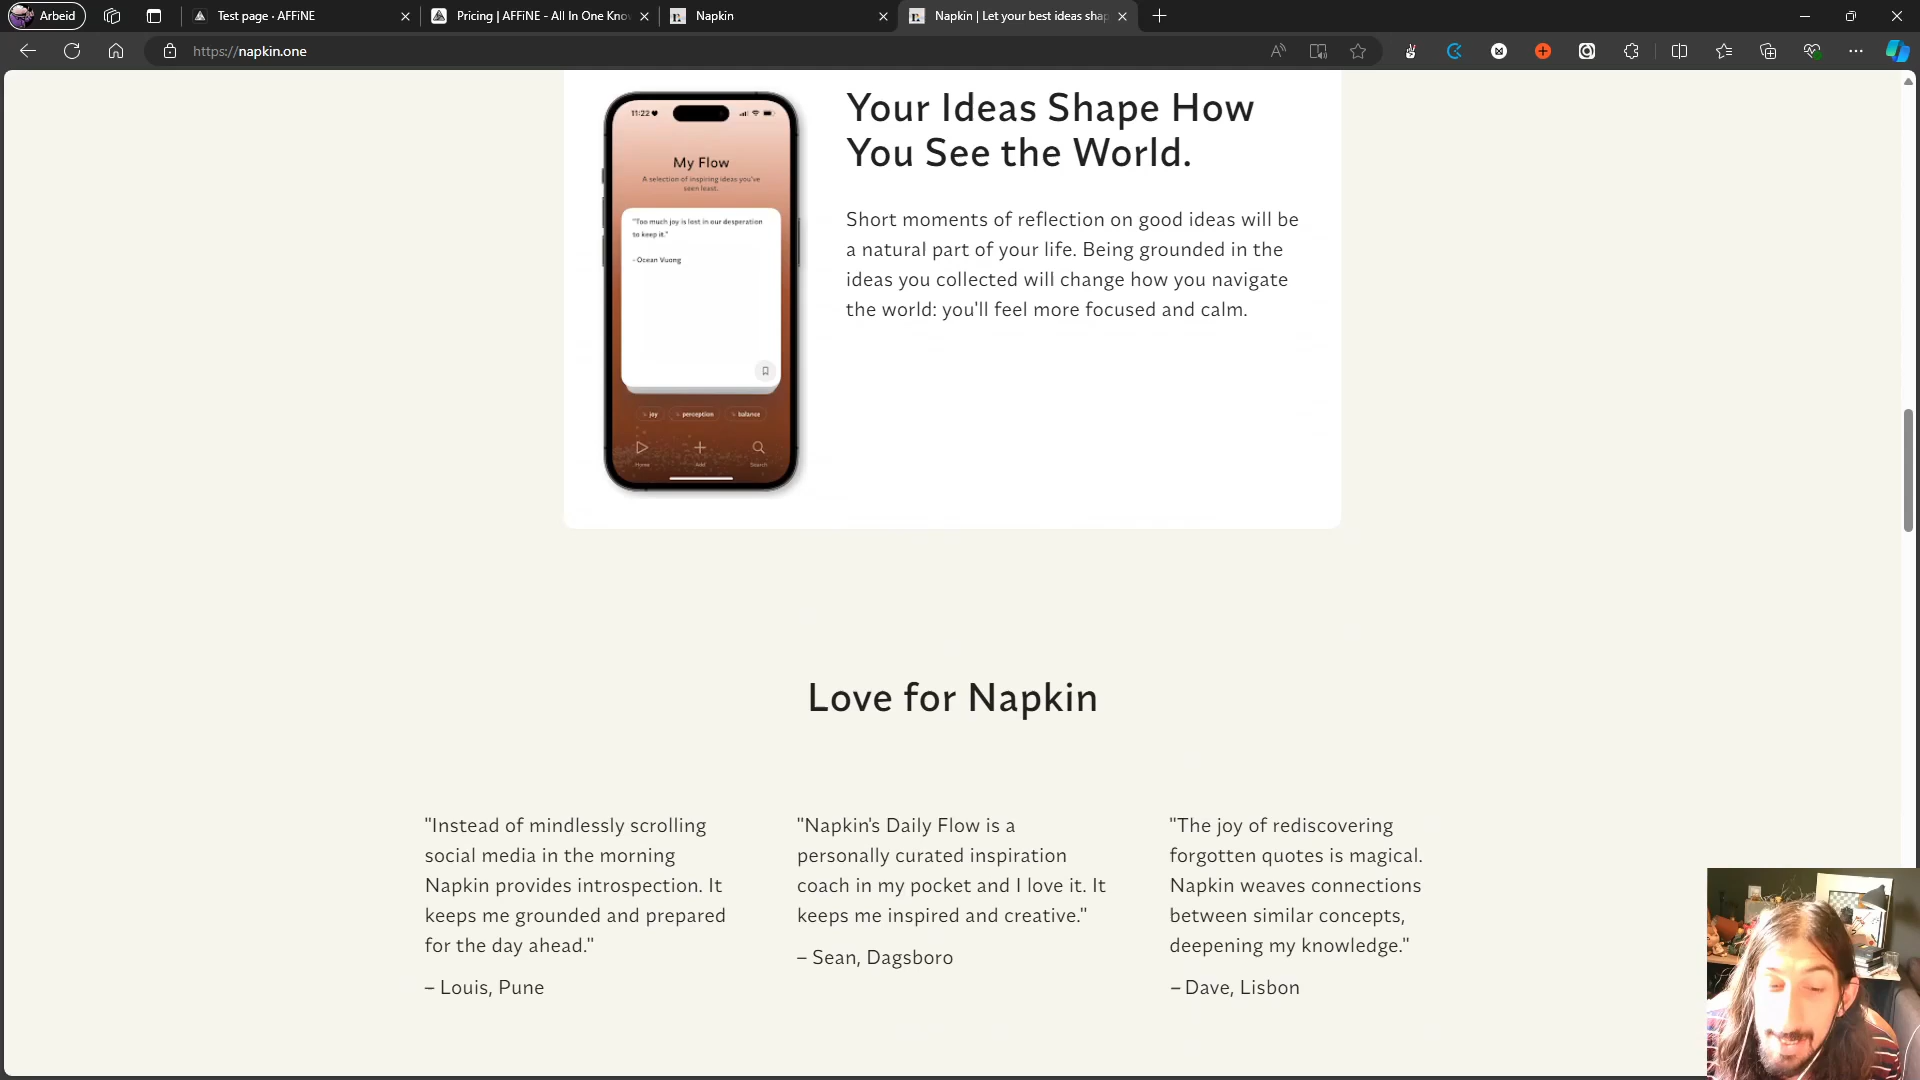 Arbeid
Test page · AFFiNE
Pricing | AFFiNE - All In One Kno
Napkin
Napkin | Let your best ideas shap
https://napkin.one
11:22
My Flow
A selection of inspiring ideas you've
seen least.
"Too much joy is lost in our desperation
to keep it."
- Ocean Vuong
joy
perception
balance
Home
Add
Search
Your Ideas Shape How
You See the World.
Short moments of reflection on good ideas will be
a natural part of your life. Being grounded in the
ideas you collected will change how you navigate
the world: you'll feel more focused and calm.
Love for Napkin
"Instead of mindlessly scrolling
social media in the morning
Napkin provides introspection. It
keeps me grounded and prepared
for the day ahead."
– Louis, Pune
"Napkin's Daily Flow is a
personally curated inspiration
coach in my pocket and I love it. It
keeps me inspired and creative."
– Sean, Dagsboro
"The joy of rediscovering
forgotten quotes is magical.
Napkin weaves connections
between similar concepts,
deepening my knowledge."
– Dave, Lisbon